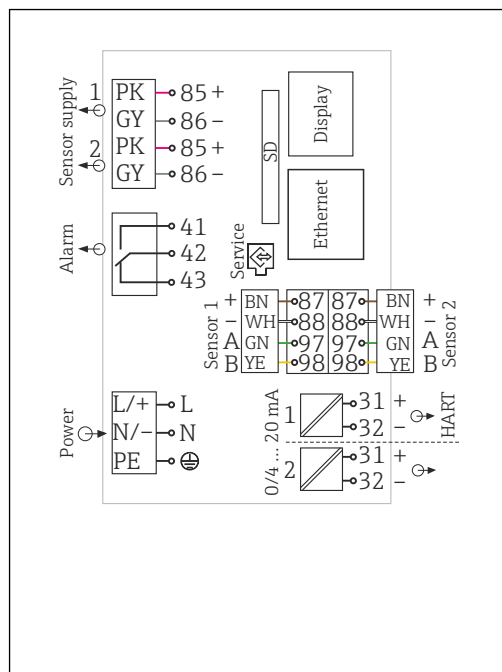 Sensor supply
1 PK 85 +
GY 86 –
2 PK 85 +
GY 86 –
SD
Display
Ethernet
Service
Alarm
41
42
43
Sensor 1
+ BN 87
– WH 88
A GN 97
B YE 98
87 BN +
88 WH –
97 GN A
98 YE B
Sensor 2
Power
L/+ L
N/– N
PE
0/4 ... 20 mA
1 31 +
32 –
HART
2 31 +
32 –